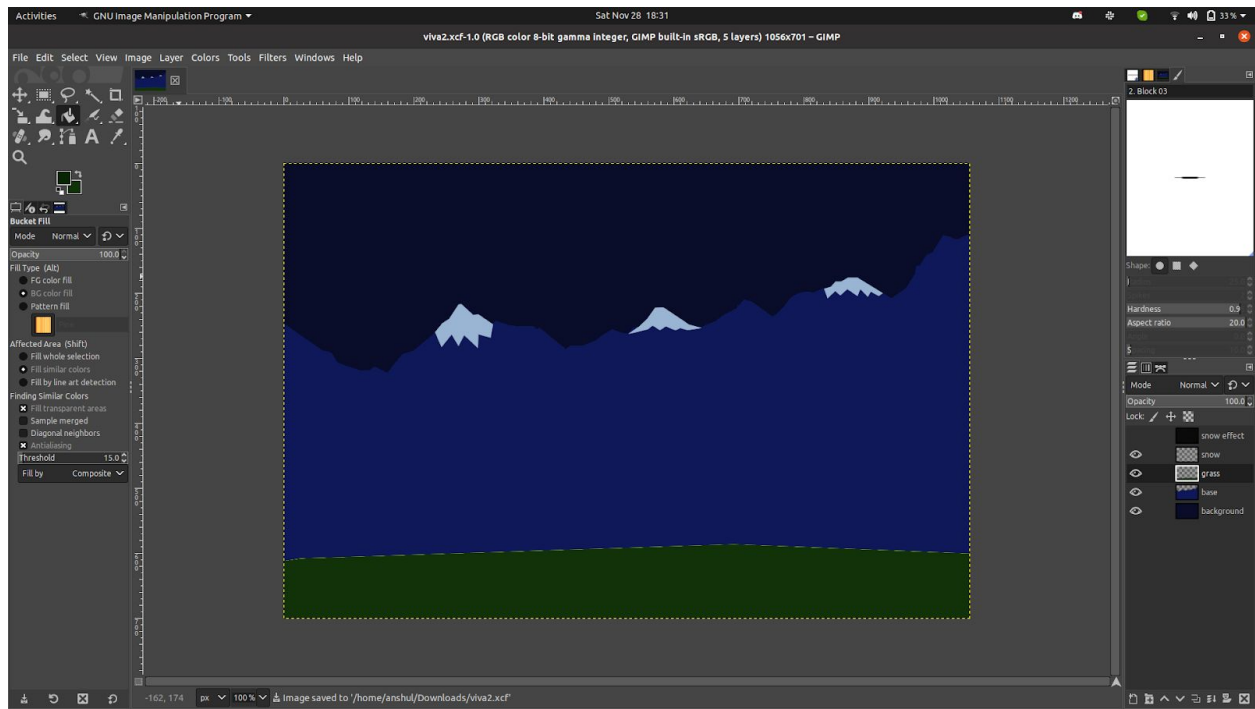 Activities GNU Image Manipulation Program Sat Nov 28 18:31 33 %
viva2.xcf-1.0 (RGB color 8-bit gamma integer, GIMP built-in sRGB, 5 layers) 1056x701 – GIMP
File Edit Select View Image Layer Colors Tools Filters Windows Help
2. Block 03
Bucket Fill
Mode Normal
Opacity 100.0
Fill Type (Alt)
FG color fill
BG color fill
Pattern fill
Affected Area (Shift)
Fill whole selection
Fill similar colors
Fill by line art detection
Finding Similar Colors
Fill transparent areas
Sample merged
Diagonal neighbors
Antialiasing
Threshold 15.0
Fill by Composite
Shape:
Hardness 0.9
Aspect ratio 20.0
Mode Normal
Opacity 100.0
Lock:
snow effect
snow
grass
base
background
-162, 174 px 100 % Image saved to '/home/anshul/Downloads/viva2.xcf'